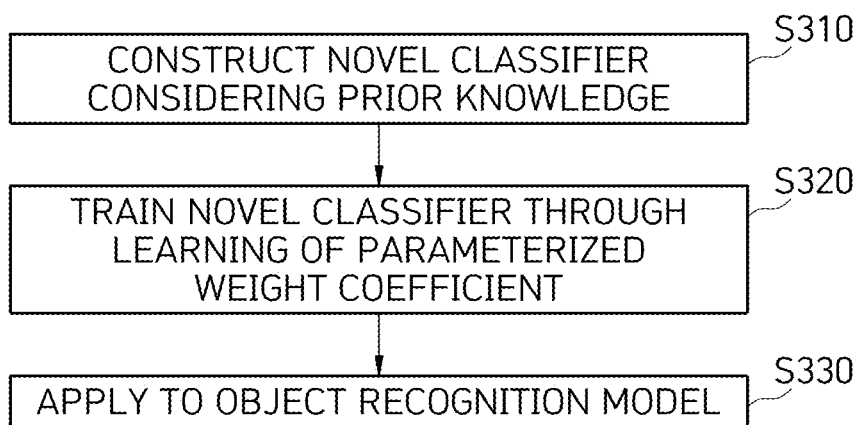 S310
CONSTRUCT NOVEL CLASSIFIER
CONSIDERING PRIOR KNOWLEDGE
S320
TRAIN NOVEL CLASSIFIER THROUGH
LEARNING OF PARAMETERIZED
WEIGHT COEFFICIENT
S330
APPLY TO OBJECT RECOGNITION MODEL